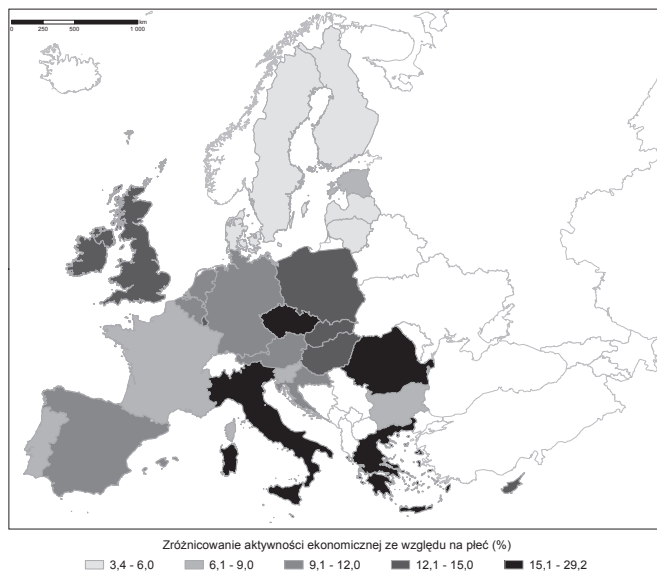 km
0 250 500 1 000
Zróżnicowanie aktywności ekonomicznej ze względu na płeć (%)
3,4 - 6,0 6,1 - 9,0 9,1 - 12,0 12,1 - 15,0 15,1 - 29,2